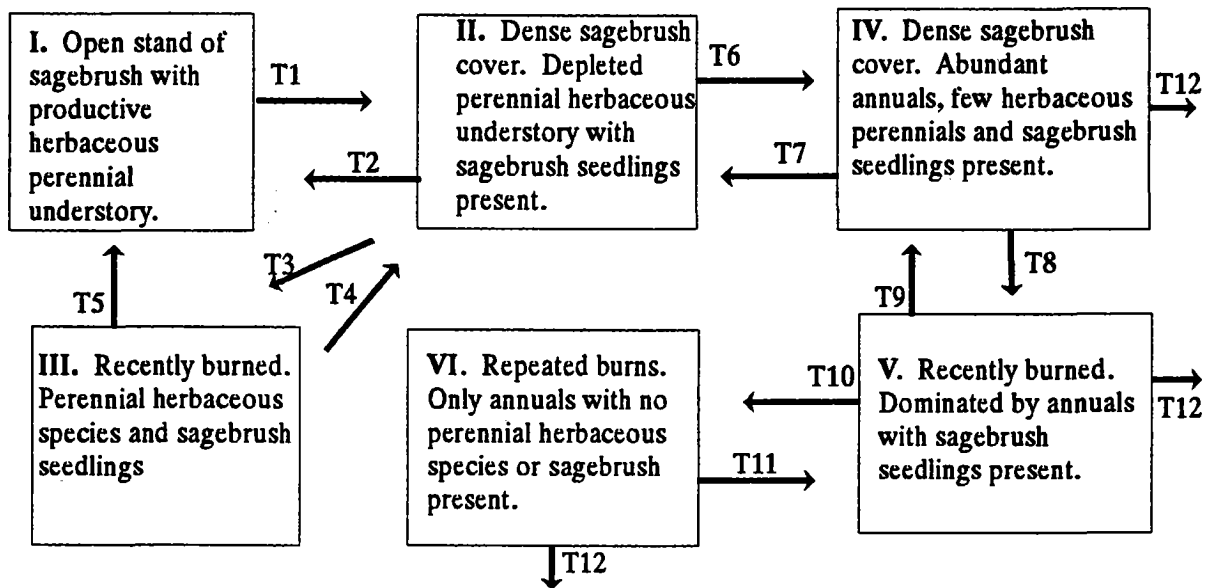 I. Open stand of
sagebrush with
productive
herbaceous
perennial
understory.
T1
II. Dense sagebrush
cover. Depleted
perennial herbaceous
understory with
sagebrush seedlings
present.
T6
IV. Dense sagebrush
cover. Abundant
annuals, few herbaceous
perennials and sagebrush
seedlings present.
T12
T2
T7
T3
T4
T5
T8
T9
III. Recently burned.
Perennial herbaceous
species and sagebrush
seedlings
VI. Repeated burns.
Only annuals with no
perennial herbaceous
species or sagebrush
present.
T10
T11
V. Recently burned.
Dominated by annuals
with sagebrush
seedlings present.
T12
T12